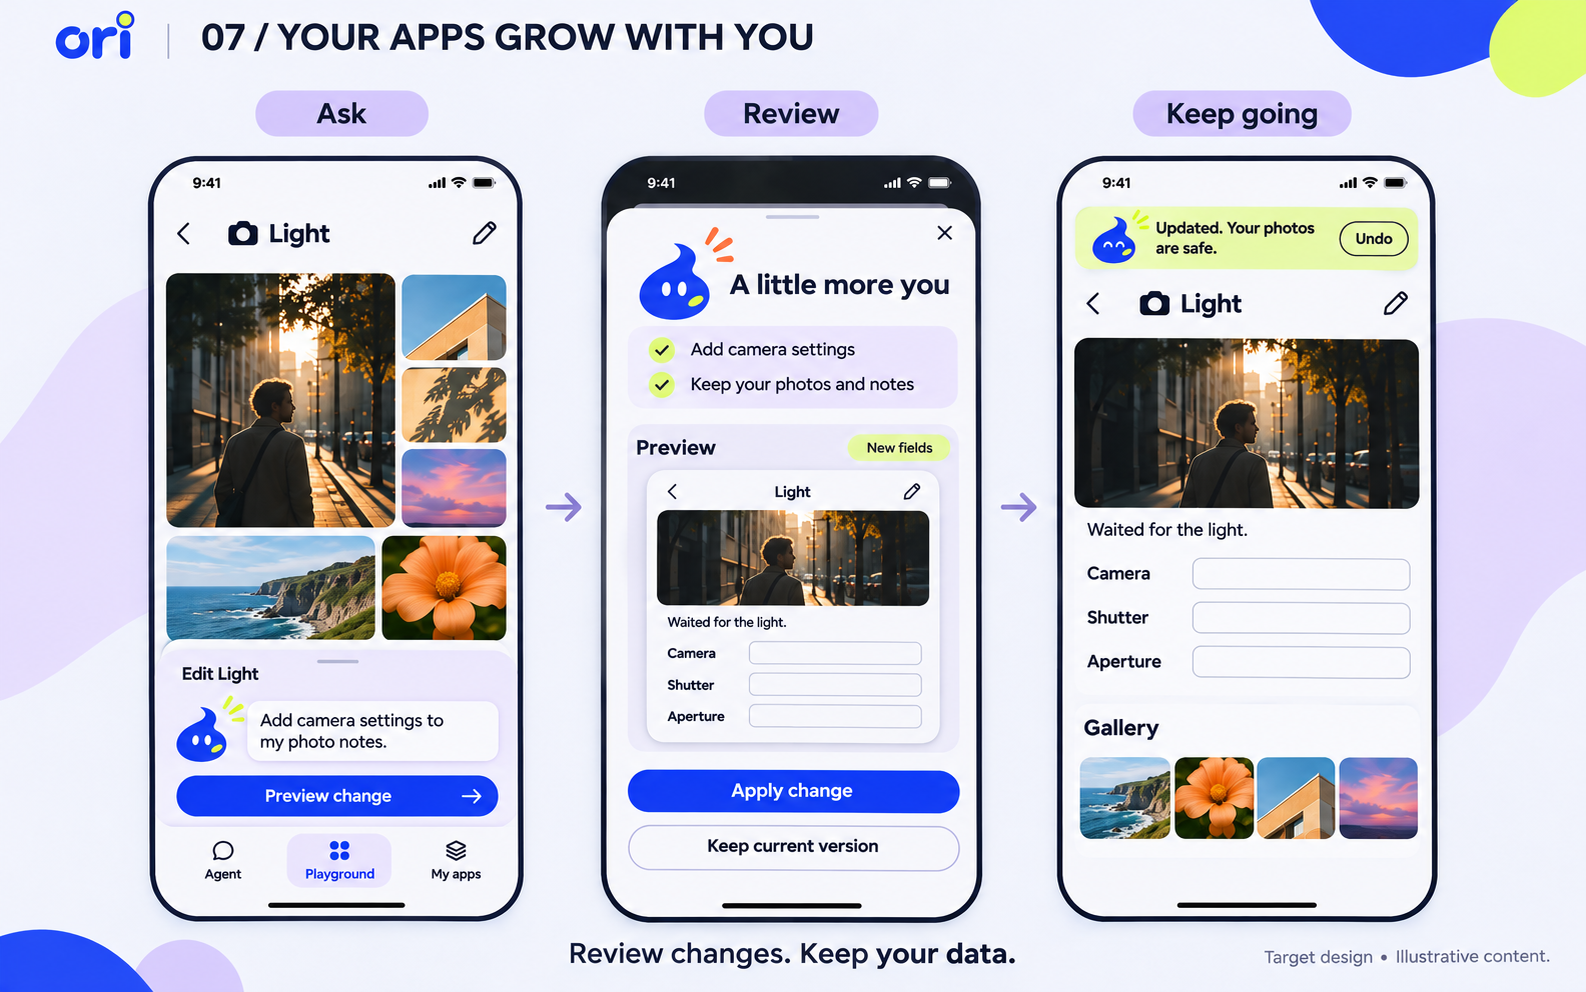 ori
07 / YOUR APPS GROW WITH YOU
Ask
9:41
Light
Edit Light
Add camera settings to
my photo notes.
Preview change
Agent
Playground
My apps
Review
9:41
A little more you
Add camera settings
Keep your photos and notes
Preview
New fields
Light
Waited for the light.
Camera
Shutter
Aperture
Apply change
Keep current version
Keep going
9:41
Updated. Your photos
are safe.
Undo
Light
Waited for the light.
Camera
Shutter
Aperture
Gallery
Review changes. Keep your data.
Target design • Illustrative content.